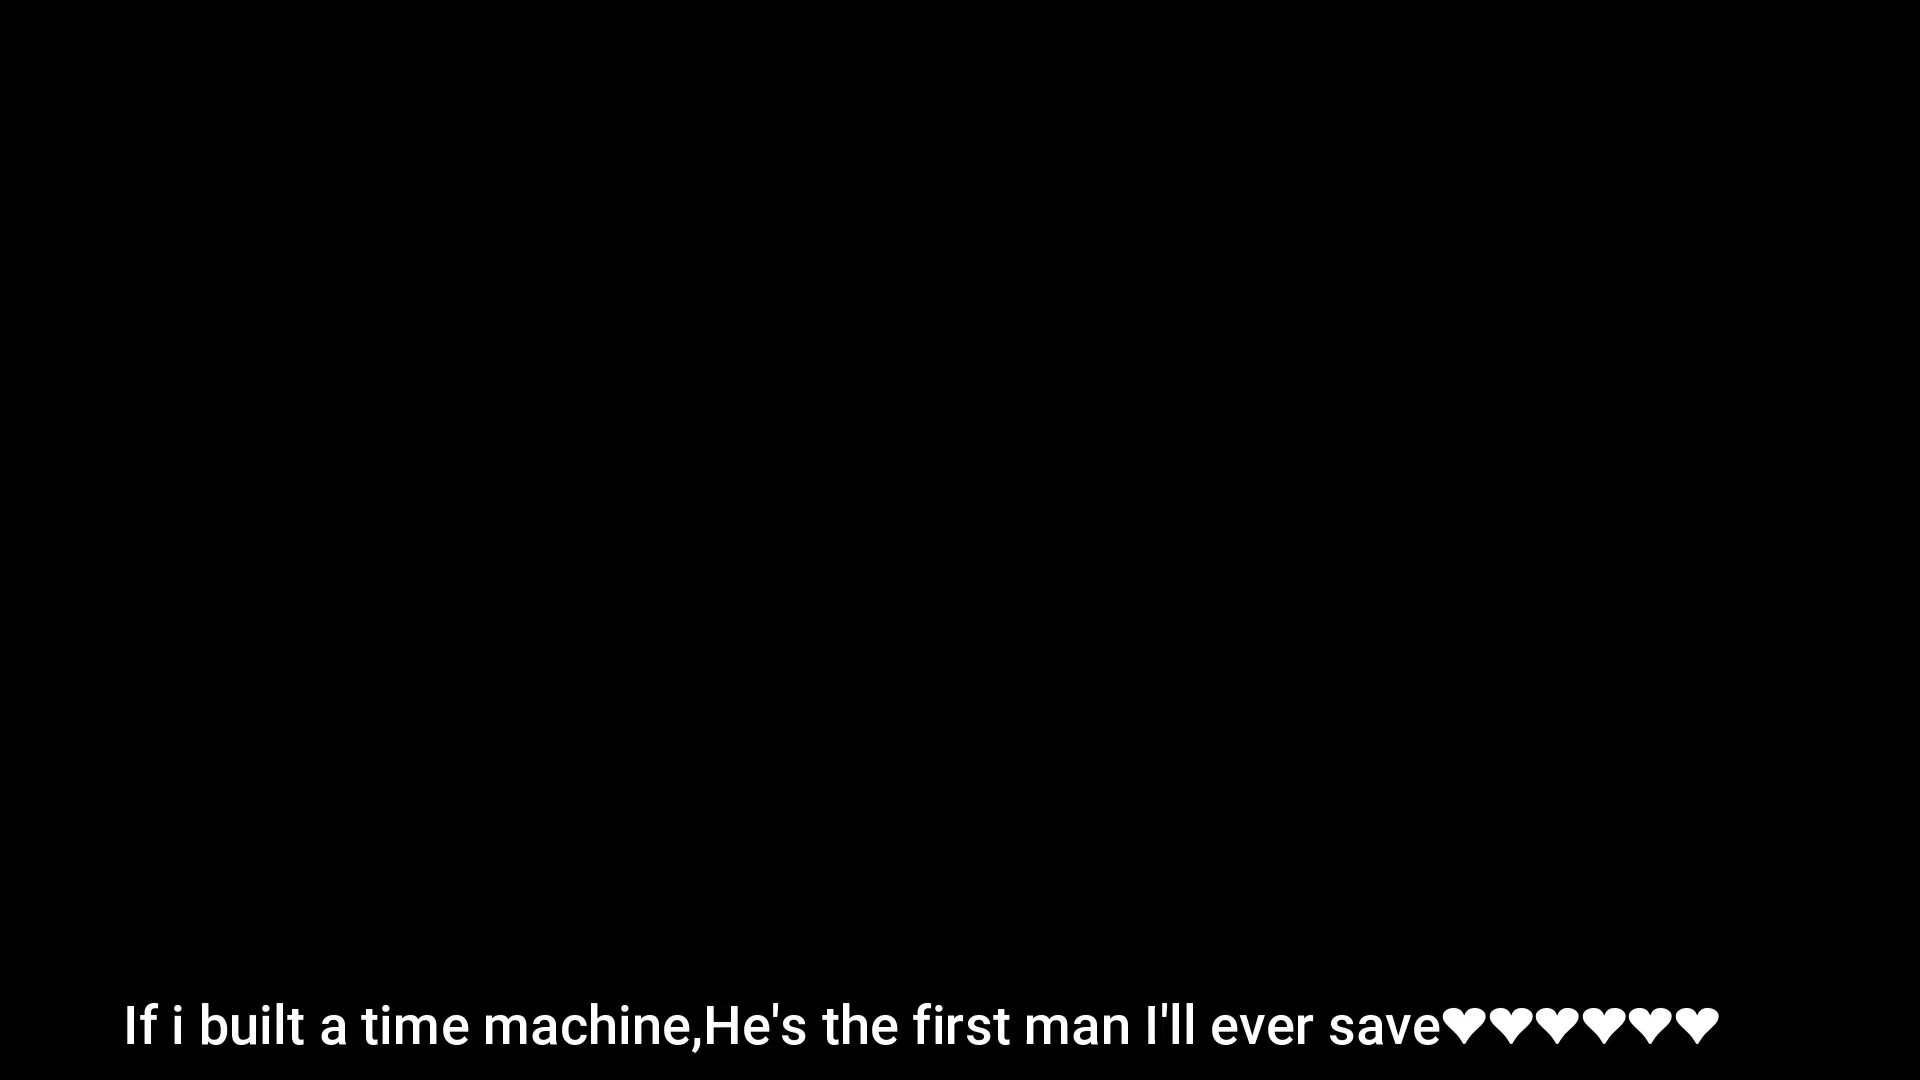 If i built a time machine,He's the first man I'll ever save❤❤❤❤❤❤